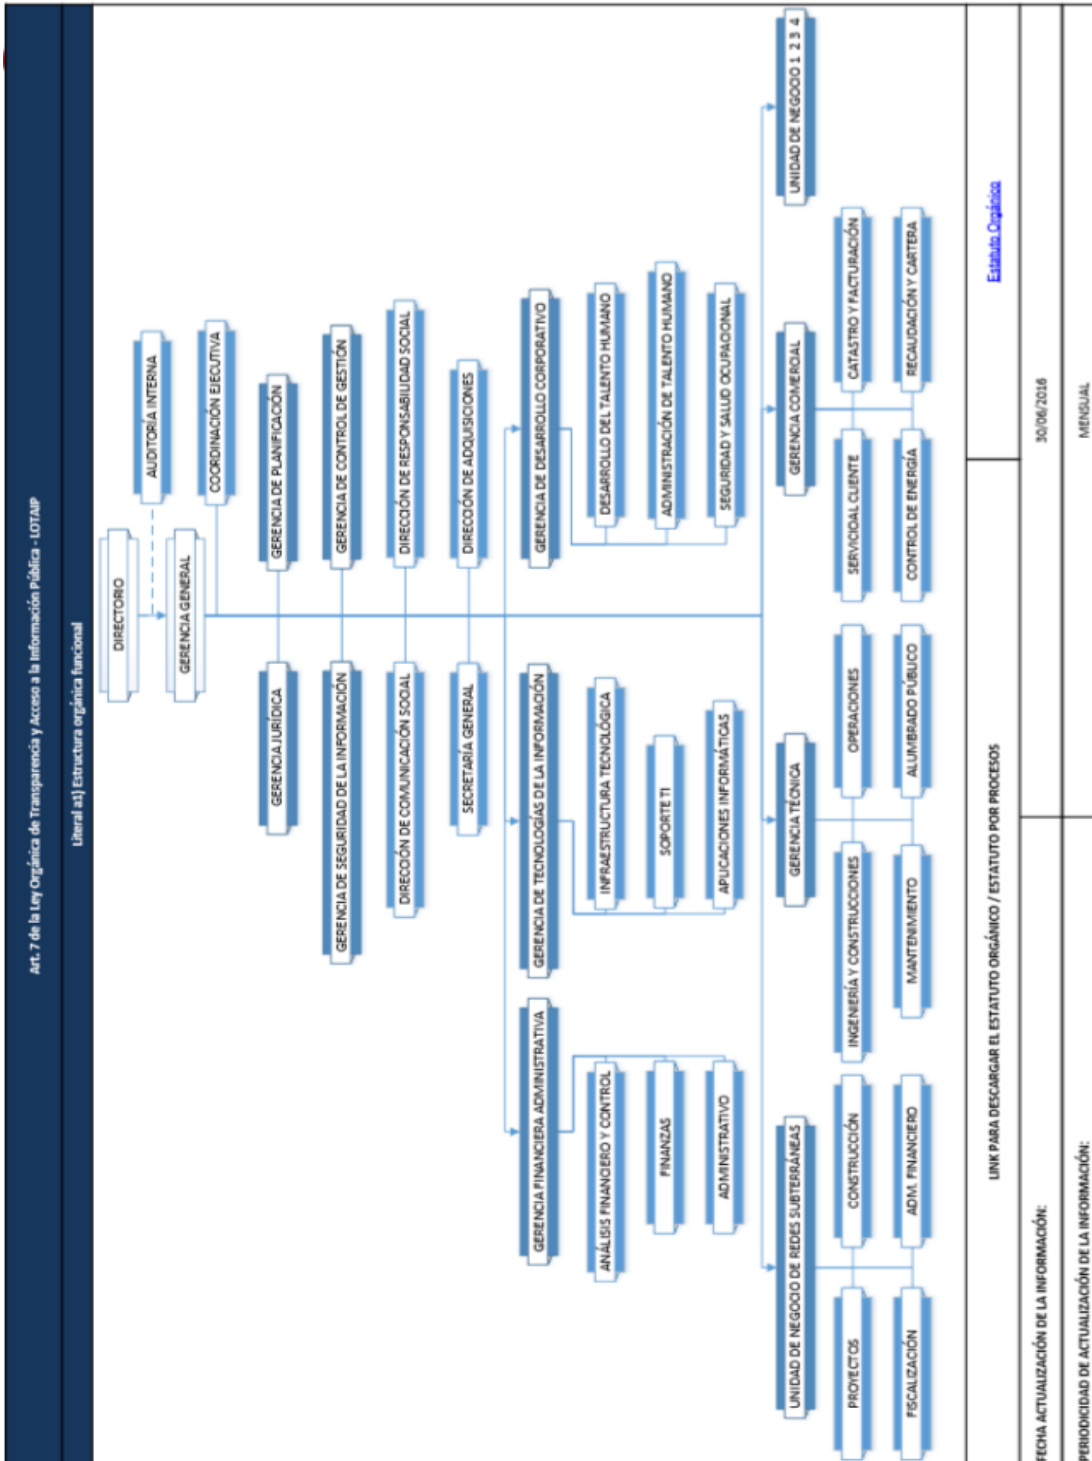 Art. 7 de la Ley Orgánica de Transparencia y Acceso a la Información Pública - LOTAIP
Literal a1) Estructura orgánica funcional
DIRECTORIO
AUDITORÍA INTERNA
GERENCIA GENERAL
COORDINACIÓN EJECUTIVA
GERENCIA JURÍDICA
GERENCIA DE PLANIFICACIÓN
GERENCIA DE SEGURIDAD DE LA INFORMACIÓN
GERENCIA DE CONTROL DE GESTIÓN
DIRECCIÓN DE COMUNICACIÓN SOCIAL
DIRECCIÓN DE RESPONSABILIDAD SOCIAL
SECRETARÍA GENERAL
DIRECCIÓN DE ADQUISICIONES
GERENCIA FINANCIERA ADMINISTRATIVA
GERENCIA DE TECNOLOGÍAS DE LA INFORMACIÓN
GERENCIA DE DESARROLLO CORPORATIVO
ANÁLISIS FINANCIERO Y CONTROL
INFRAESTRUCTURA TECNOLÓGICA
DESARROLLO DEL TALENTO HUMANO
FINANZAS
SOPORTE TI
ADMINISTRACIÓN DE TALENTO HUMANO
ADMINISTRATIVO
APLICACIONES INFORMÁTICAS
SEGURIDAD Y SALUD OCUPACIONAL
UNIDAD DE NEGOCIO DE REDES SUBTERRÁNEAS
GERENCIA TÉCNICA
GERENCIA COMERCIAL
UNIDAD DE NEGOCIO 1 2 3 4
PROYECTOS
CONSTRUCCIÓN
INGENIERÍA Y CONSTRUCCIONES
OPERACIONES
SERVICIOAL CLIENTE
CATASTRO Y FACTURACIÓN
FISCALIZACIÓN
ADM. FINANCIERO
MANTENIMIENTO
ALUMBRADO PÚBLICO
CONTROL DE ENERGÍA
RECAUDACIÓN Y CARTERA
LINK PARA DESCARGAR EL ESTATUTO ORGÁNICO / ESTATUTO POR PROCESOS
Estatuto Orgánico
FECHA ACTUALIZACIÓN DE LA INFORMACIÓN:
30/06/2016
PERIODICIDAD DE ACTUALIZACIÓN DE LA INFORMACIÓN:
MENSUAL